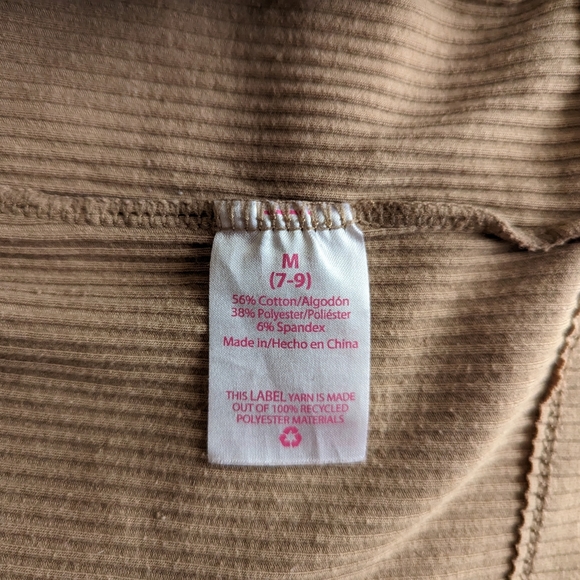 M
(7-9)
56% Cotton/Algodón
38% Polyester/Poliéster
6% Spandex
Made in/Hecho en China
THIS LABEL YARN IS MADE
OUT OF 100% RECYCLED
POLYESTER MATERIALS